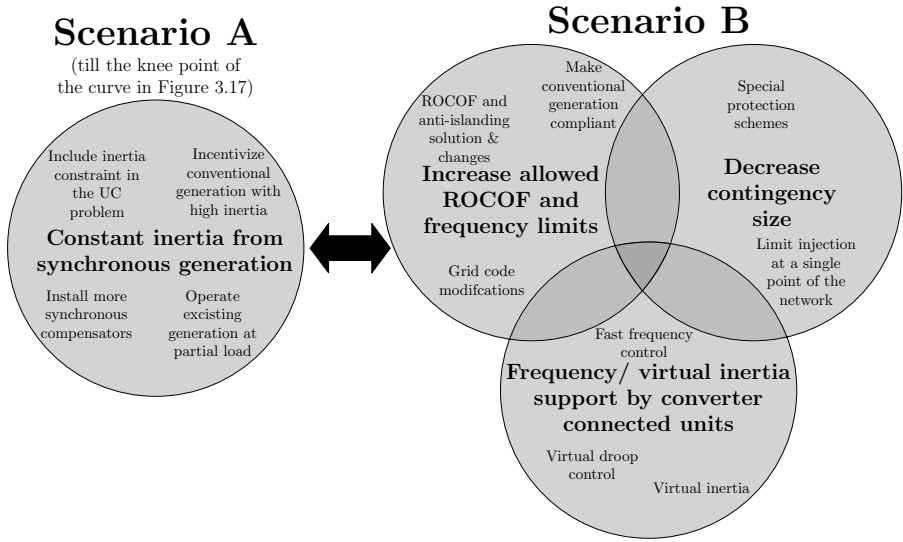 Scenario A
(till the knee point of
the curve in Figure 3.17)
Include inertia
constraint in
the UC
problem
Incentivize
conventional
generation with
high inertia
Constant inertia from
synchronous generation
Install more
synchronous
compensators
Operate
excisting
generation at
partial load
Scenario B
ROCOF and
anti-islanding
solution &
changes
Make
conventional
generation
compliant
Increase allowed
ROCOF and
frequency limits
Grid code
modifcations
Special
protection
schemes
Decrease
contingency
size
Limit injection
at a single
point of the
network
Fast frequency
control
Frequency/ virtual inertia
support by converter
connected units
Virtual droop
control
Virtual inertia